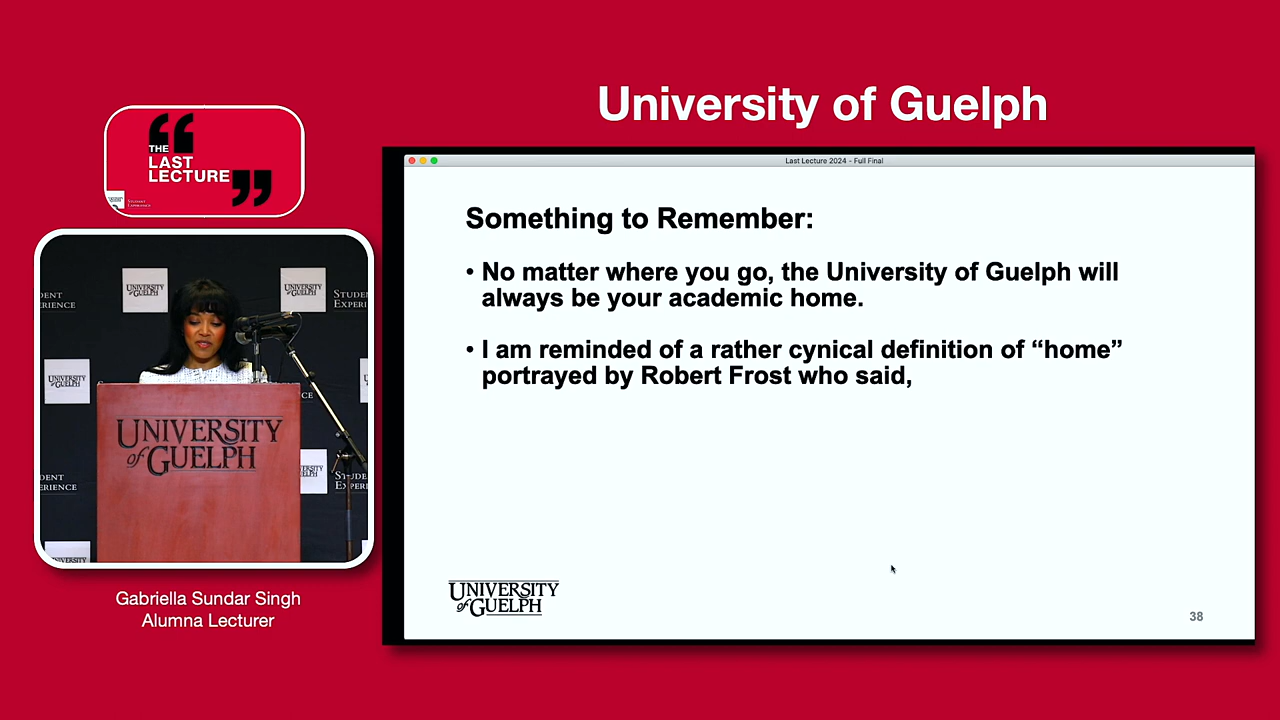 University of Guelph
“
THE
LAST
LECTURE
”
Last Lecture 2024 - Full Final
Something to Remember:
• No matter where you go, the University of Guelph will
always be your academic home.
• I am reminded of a rather cynical definition of “home”
portrayed by Robert Frost who said,
UNIVERSITY
of GUELPH
38
UNIVERSITY
of GUELPH
UNIVERSITY
of GUELPH
STUDENT
EXPERIENCE
UNIVERSITY
of GUELPH
UNIVERSITY
of GUELPH
Gabriella Sundar Singh
Alumna Lecturer